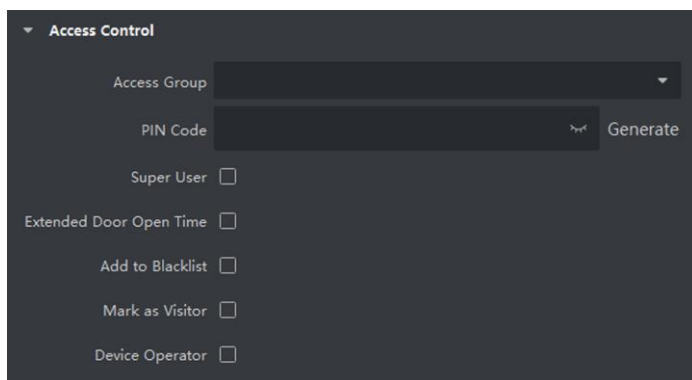 Access Control
Access Group
PIN Code Generate
Super User
Extended Door Open Time
Add to Blacklist
Mark as Visitor
Device Operator